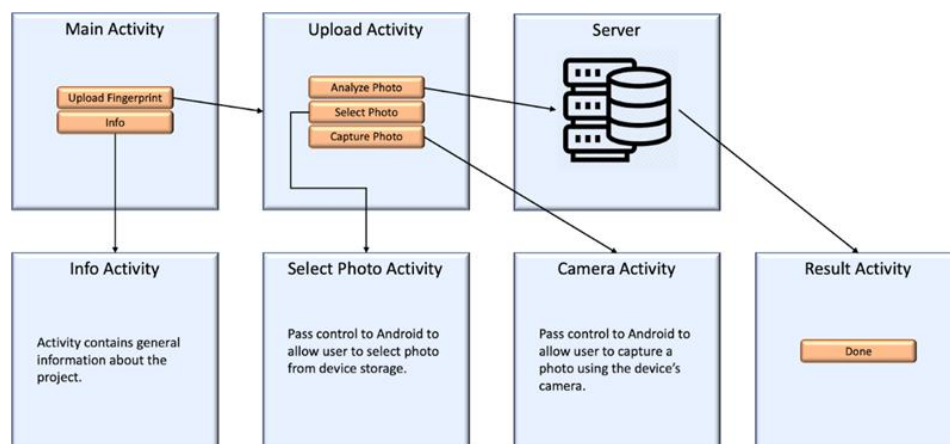 Main Activity
Upload Fingerprint
Info
Upload Activity
Analyze Photo
Select Photo
Capture Photo
Server
Info Activity
Activity contains general
information about the
project.
Select Photo Activity
Pass control to Android to
allow user to select photo
from device storage.
Camera Activity
Pass control to Android to
allow user to capture a
photo using the device's
camera.
Result Activity
Done